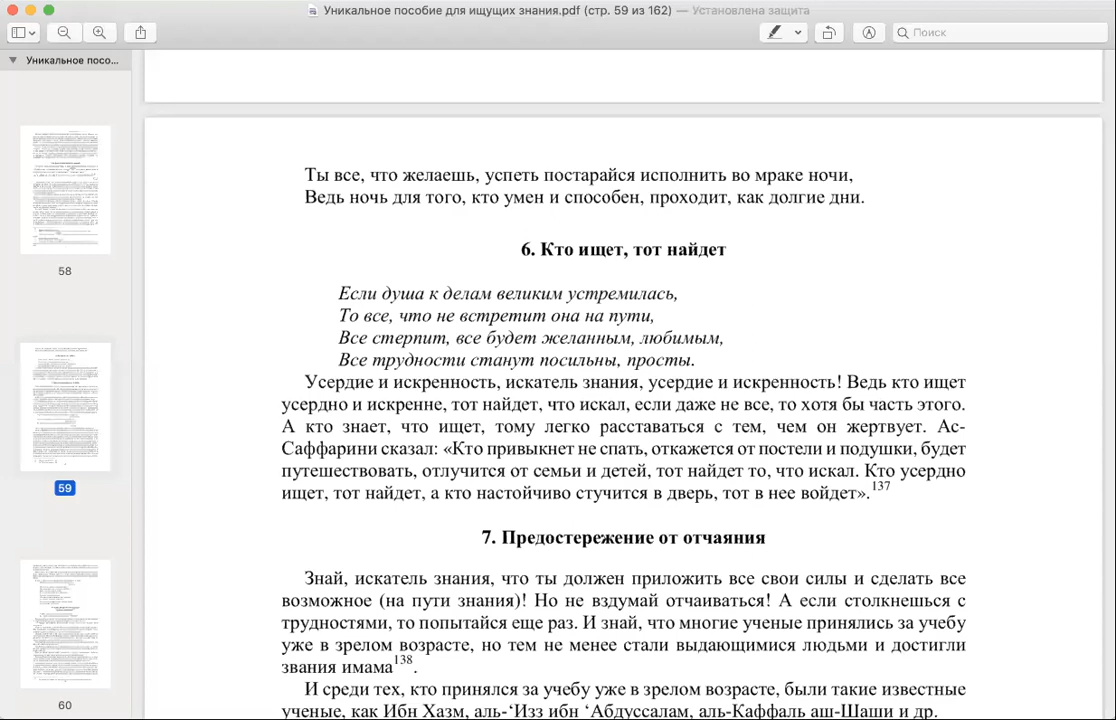 Уникальное пособие для ищущих знания.pdf (стр. 59 из 162) — Установлена защита
Поиск
Уникальное посо...
58
59
60
Ты все, что желаешь, успеть постарайся исполнить во мраке ночи,
Ведь ночь для того, кто умен и способен, проходит, как долгие дни.
6. Кто ищет, тот найдет
Если душа к делам великим устремилась,
То все, что не встретит она на пути,
Все стерпит, все будет желанным, любимым,
Все трудности станут посильны, просты.
Усердие и искренность, искатель знания, усердие и искренность! Ведь кто ищет
усердно и искренне, тот найдет, что искал, если даже не все, то хотя бы часть этого.
А кто знает, что ищет, тому легко расставаться с тем, чем он жертвует. Ас-
Саффарини сказал: «Кто привыкнет не спать, откажется от постели и подушки, будет
путешествовать, отлучится от семьи и детей, тот найдет то, что искал. Кто усердно
ищет, тот найдет, а кто настойчиво стучится в дверь, тот в нее войдет».137
7. Предостережение от отчаяния
Знай, искатель знания, что ты должен приложить все свои силы и сделать все
возможное (на пути знания)! Но не вздумай отчаиваться! А если столкнешься с
трудностями, то попытайся еще раз. И знай, что многие ученые принялись за учебу
уже в зрелом возрасте, но тем не менее стали выдающимися людьми и достигли
звания имама138.
И среди тех, кто принялся за учебу уже в зрелом возрасте, были такие известные
ученые, как Ибн Хазм, аль-‘Изз ибн ‘Абдуссалам, аль-Каффаль аш-Шаши и др.